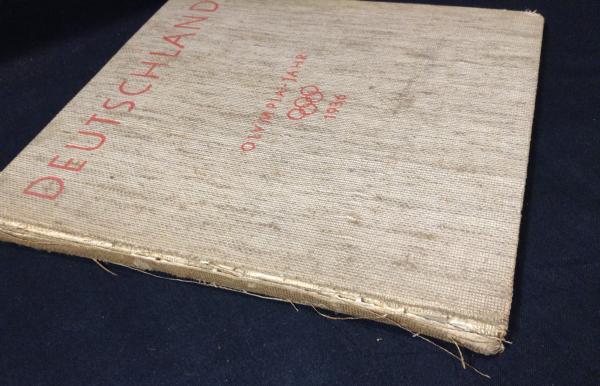 DEUTSCHLAND
OLYMPIA-JAHR
1936